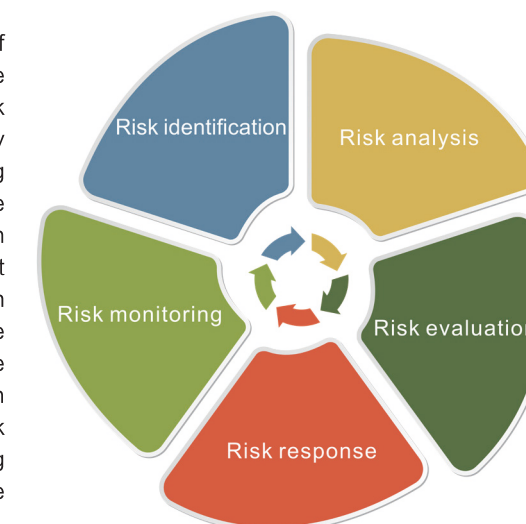 Risk identification
Risk analysis
Risk monitoring
Risk evaluation
Risk response